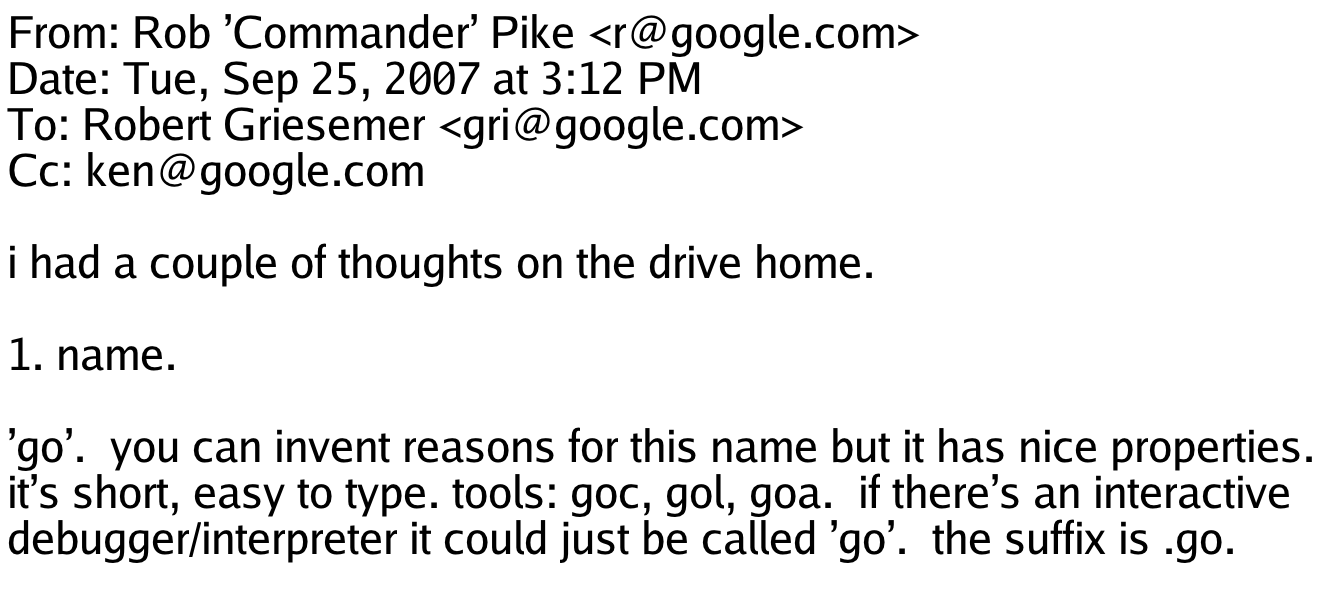 From: Rob ’Commander’ Pike <r@google.com>
Date: Tue, Sep 25, 2007 at 3:12 PM
To: Robert Griesemer <gri@google.com>
Cc: ken@google.com
i had a couple of thoughts on the drive home.
1. name.
’go’.  you can invent reasons for this name but it has nice properties.
it’s short, easy to type. tools: goc, gol, goa.  if there’s an interactive
debugger/interpreter it could just be called ’go’.  the suffix is .go.